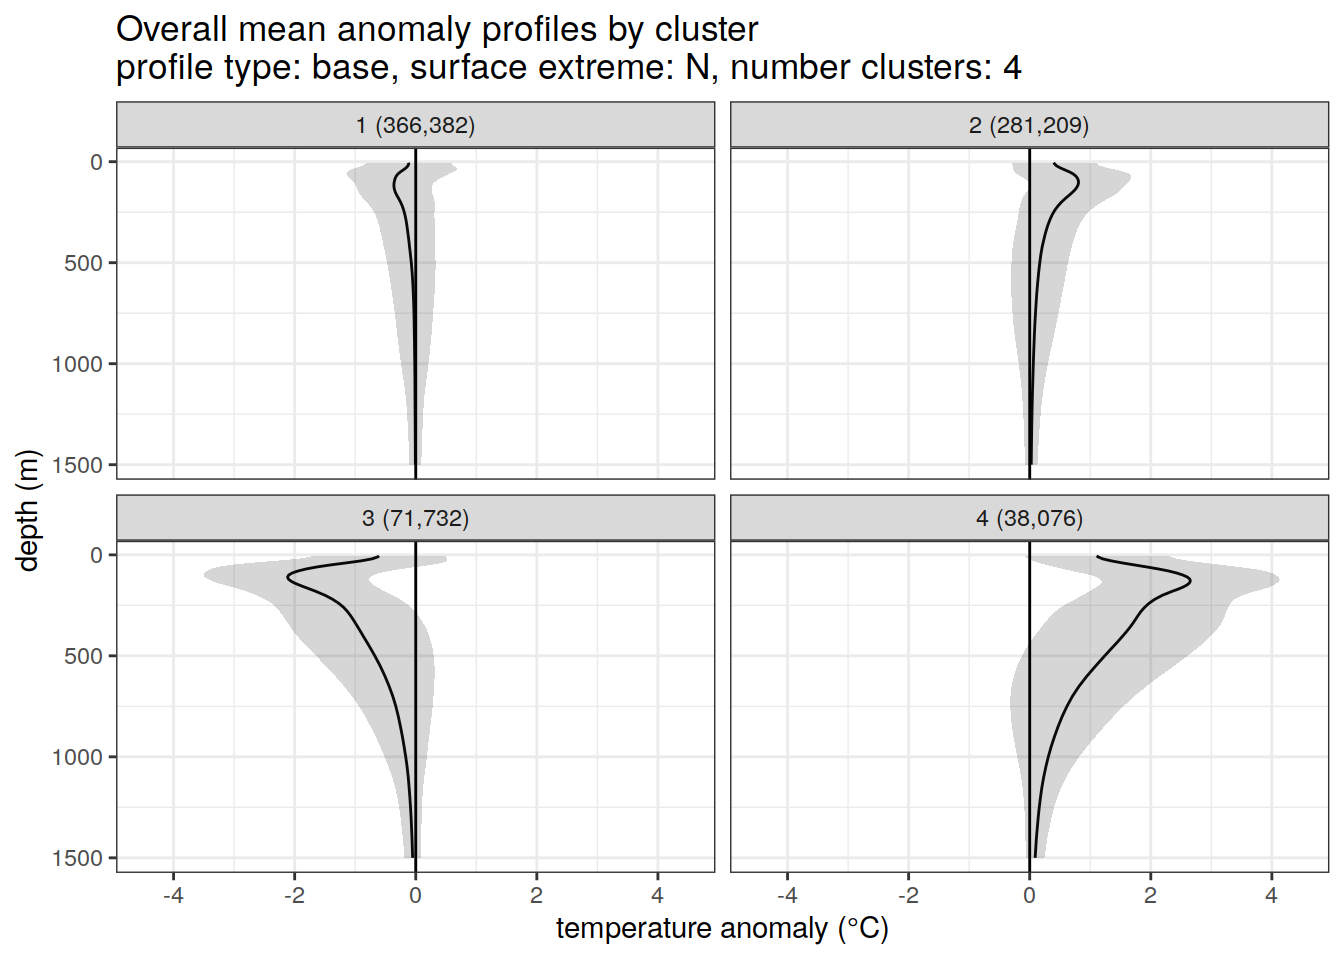 Overall mean anomaly profiles by cluster
profile type: base, surface extreme: N, number clusters: 4
1 (366,382)
2 (281,209)
0
500
1000
1500
3 (71,732)
4 (38,076)
0
500
1000
1500
depth (m)
-4 -2 0 2 4
-4 -2 0 2 4
temperature anomaly (°C)